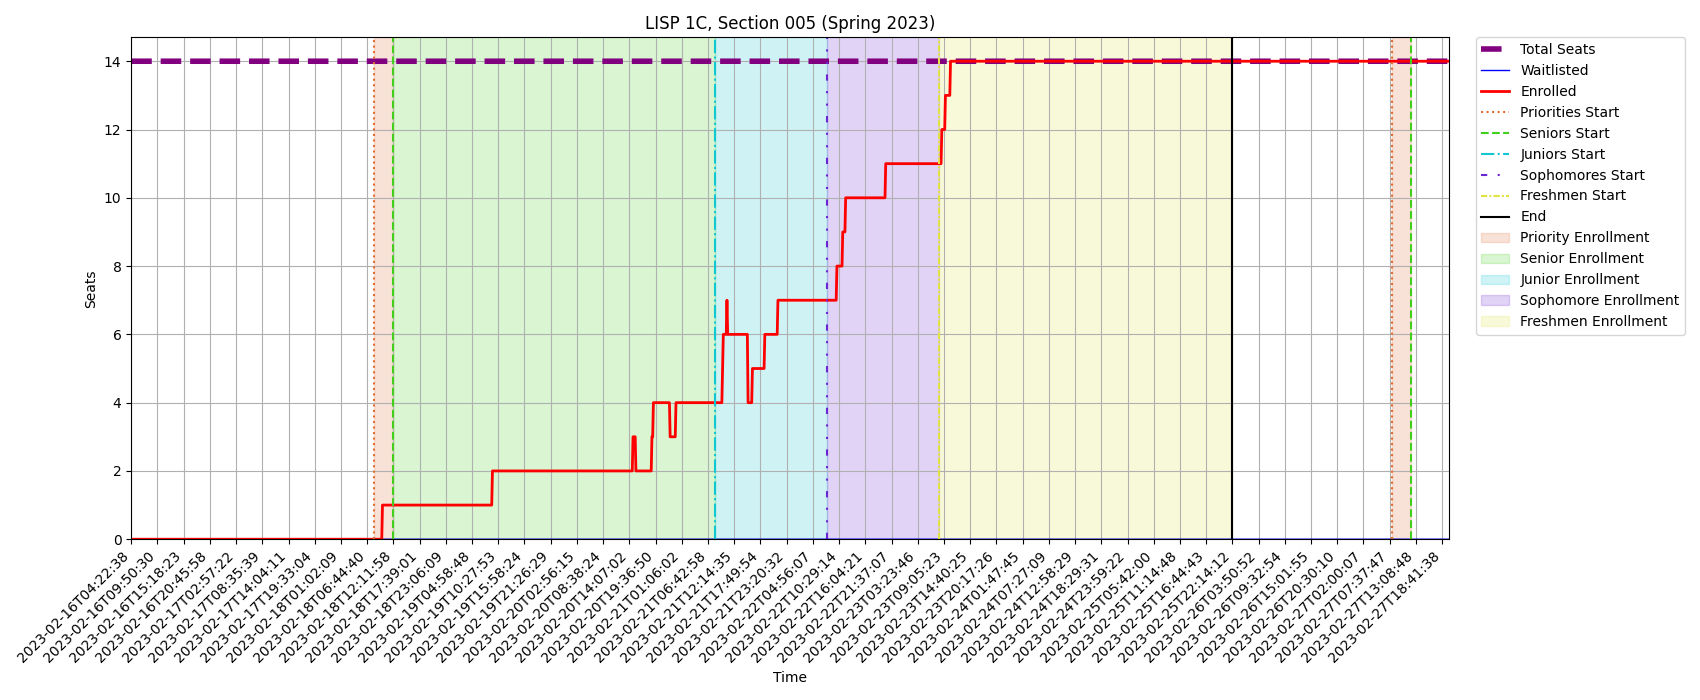 LISP 1C, Section 005 (Spring 2023)
Total Seats
Waitlisted
Enrolled
Priorities Start
Seniors Start
Juniors Start
Sophomores Start
Freshmen Start
End
Priority Enrollment
Senior Enrollment
Junior Enrollment
Sophomore Enrollment
Freshmen Enrollment
Seats
14
12
10
8
6
4
2
0
2023-02-16T04:22:38
2023-02-16T09:50:30
2023-02-16T15:18:23
2023-02-16T20:45:58
2023-02-17T02:57:22
2023-02-17T08:35:39
2023-02-17T14:04:11
2023-02-17T19:33:04
2023-02-18T01:02:09
2023-02-18T06:44:40
2023-02-18T12:11:58
2023-02-18T17:39:01
2023-02-18T23:06:09
2023-02-19T04:58:48
2023-02-19T10:27:53
2023-02-19T15:58:24
2023-02-19T21:26:29
2023-02-20T02:56:15
2023-02-20T08:38:24
2023-02-20T14:07:02
2023-02-20T19:36:50
2023-02-21T01:06:02
2023-02-21T06:42:58
2023-02-21T12:14:35
2023-02-21T17:49:54
2023-02-21T23:20:32
2023-02-22T04:56:07
2023-02-22T10:29:14
2023-02-22T16:04:21
2023-02-22T21:37:07
2023-02-23T03:23:46
2023-02-23T09:05:23
2023-02-23T14:40:25
2023-02-23T20:17:26
2023-02-24T01:47:45
2023-02-24T07:27:09
2023-02-24T12:58:29
2023-02-24T18:29:31
2023-02-24T23:59:22
2023-02-25T05:42:00
2023-02-25T11:14:48
2023-02-25T16:44:43
2023-02-25T22:14:12
2023-02-26T03:50:52
2023-02-26T09:32:54
2023-02-26T15:01:55
2023-02-26T20:30:10
2023-02-27T02:00:07
2023-02-27T07:37:47
2023-02-27T13:08:48
2023-02-27T18:41:38
Time